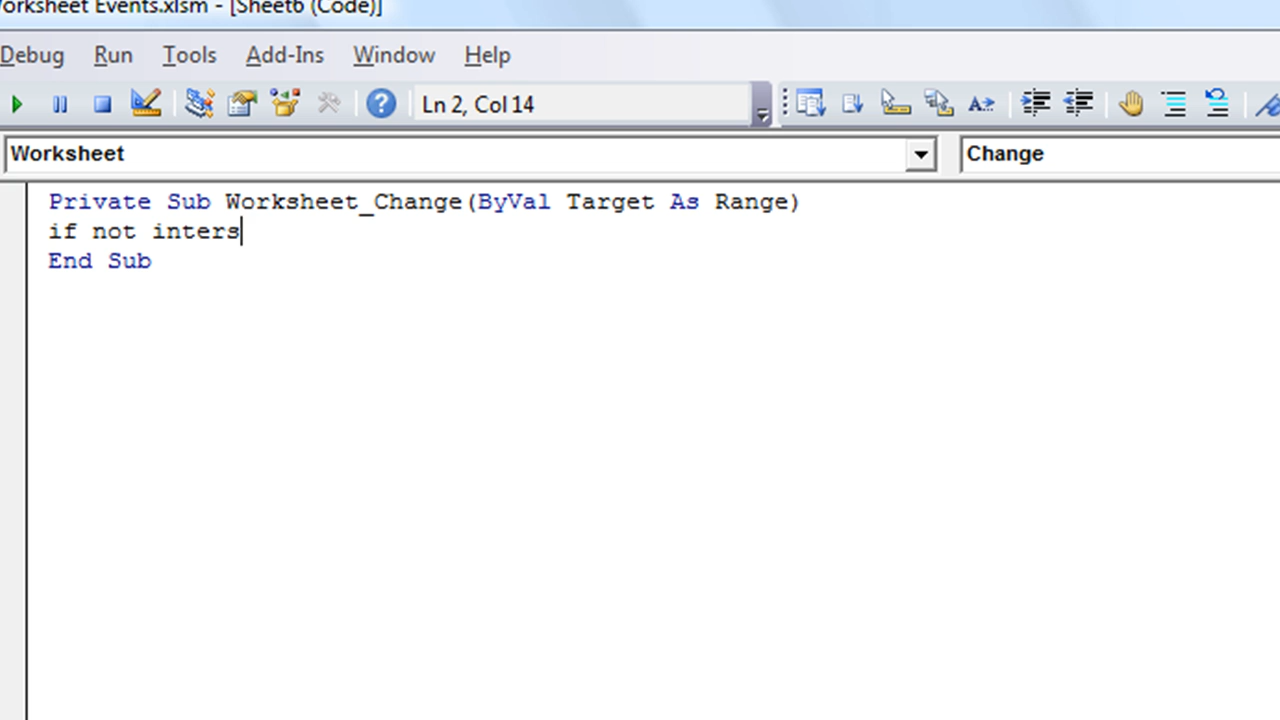 orksheet Events.xlsm - [Sheet6 (Code)]
Debug Run Tools Add-Ins Window Help
Ln 2, Col 14
Worksheet Change
Private Sub Worksheet_Change(ByVal Target As Range)
if not inters
End Sub